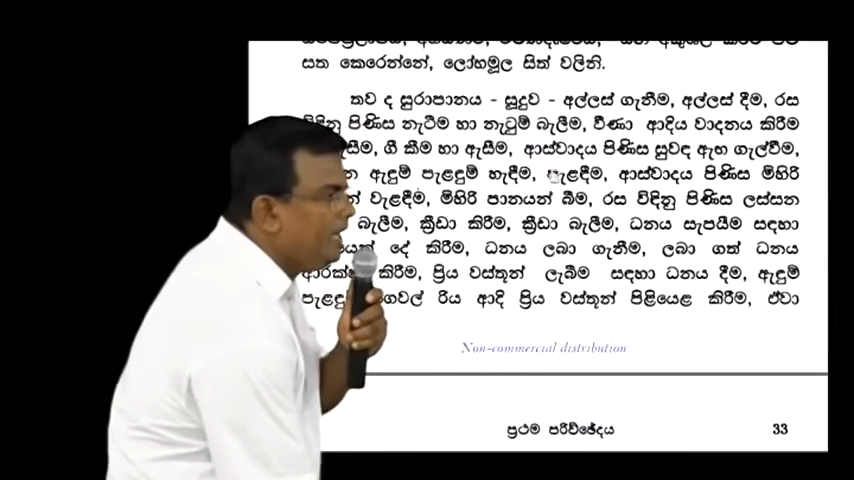 සත කෙරෙන්නේ, ලෝභමූල සිත් වලිනි.
තව ද සුරාපානය - සූදුව - අල්ලස් ගැනීම, අල්ලස් දීම, රස
පිණිස නැටීම හා නැටුම් බැලීම, වීණා ආදිය වාදනය කිරීම
ගී කීම හා ඇසීම, ආස්වාදය පිණිස සුවඳ ඇඟ ගැල්වීම,
ඇඳුම් පැළඳුම් හැඳීම, පැළඳීම, ආස්වාදය පිණිස මිහිරි
වැළඳීම, මිහිරි පානයන් බීම, රස විඳිනු පිණිස ලස්සන
බැලීම, ක්‍රීඩා කිරීම, ක්‍රීඩා බැලීම, ධනය සැපයීම සඳහා
දේ කිරීම, ධනය ලබා ගැනීම, ලබා ගත් ධනය
කිරීම, ප්‍රිය වස්තූන් ලැබීම සඳහා ධනය දීම, ඇඳුම්
රිය ආදි ප්‍රිය වස්තූන් පිළියෙළ කිරීම, ඒවා
Non-commercial distribution
ප්‍රථම පරිච්ඡේදය 33